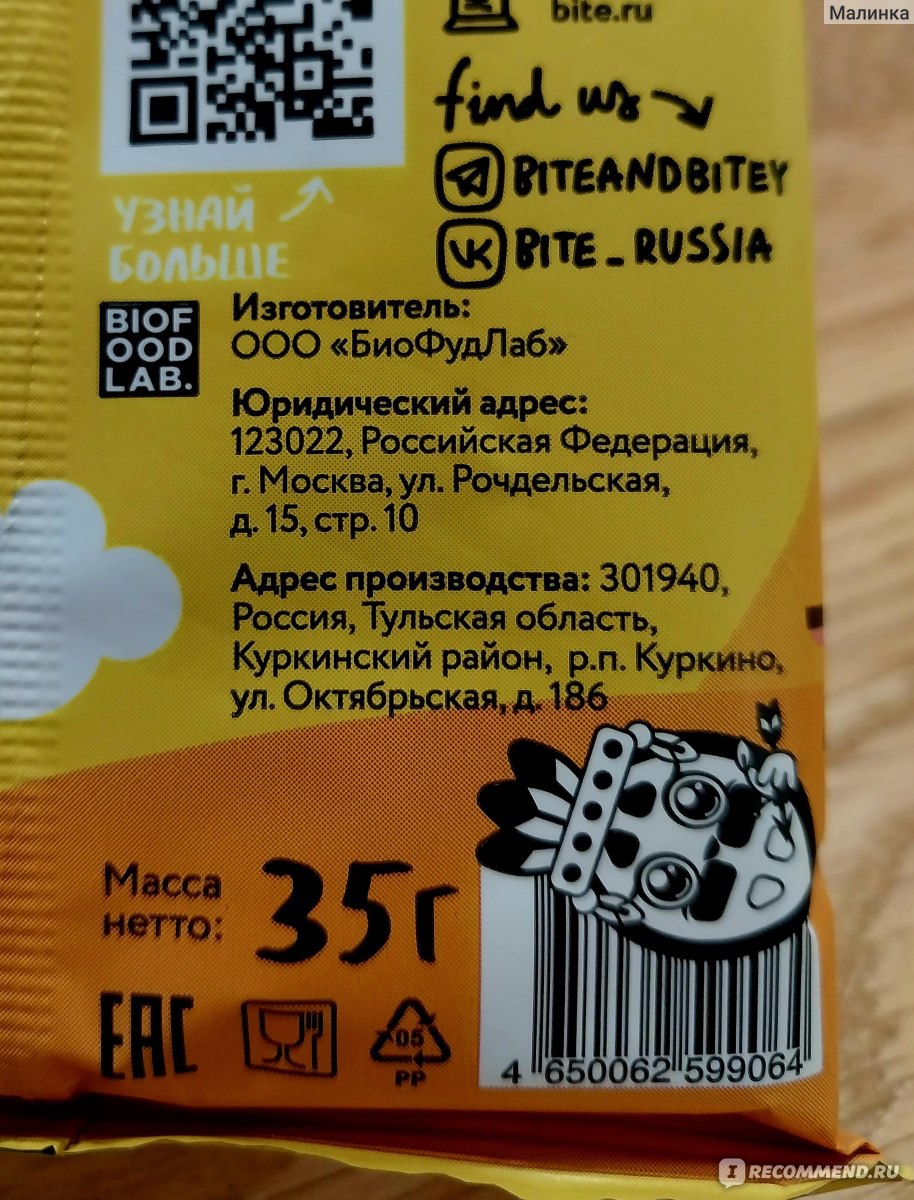 Малинка
bite.ru
find us
BITEANDBITEY
BITE_RUSSIA
УЗНАЙ
БОЛЬШЕ
BIOF
OOD
LAB.
Изготовитель:
ООО «БиоФудЛаб»
Юридический адрес:
123022, Российская Федерация,
г. Москва, ул. Рочдельская,
д. 15, стр. 10
Адрес производства: 301940,
Россия, Тульская область,
Куркинский район, р.п. Куркино,
ул. Октябрьская, д. 186
Масса
нетто:
35г
EAC
05
PP
4 650062 599064
IRECOMMEND.RU